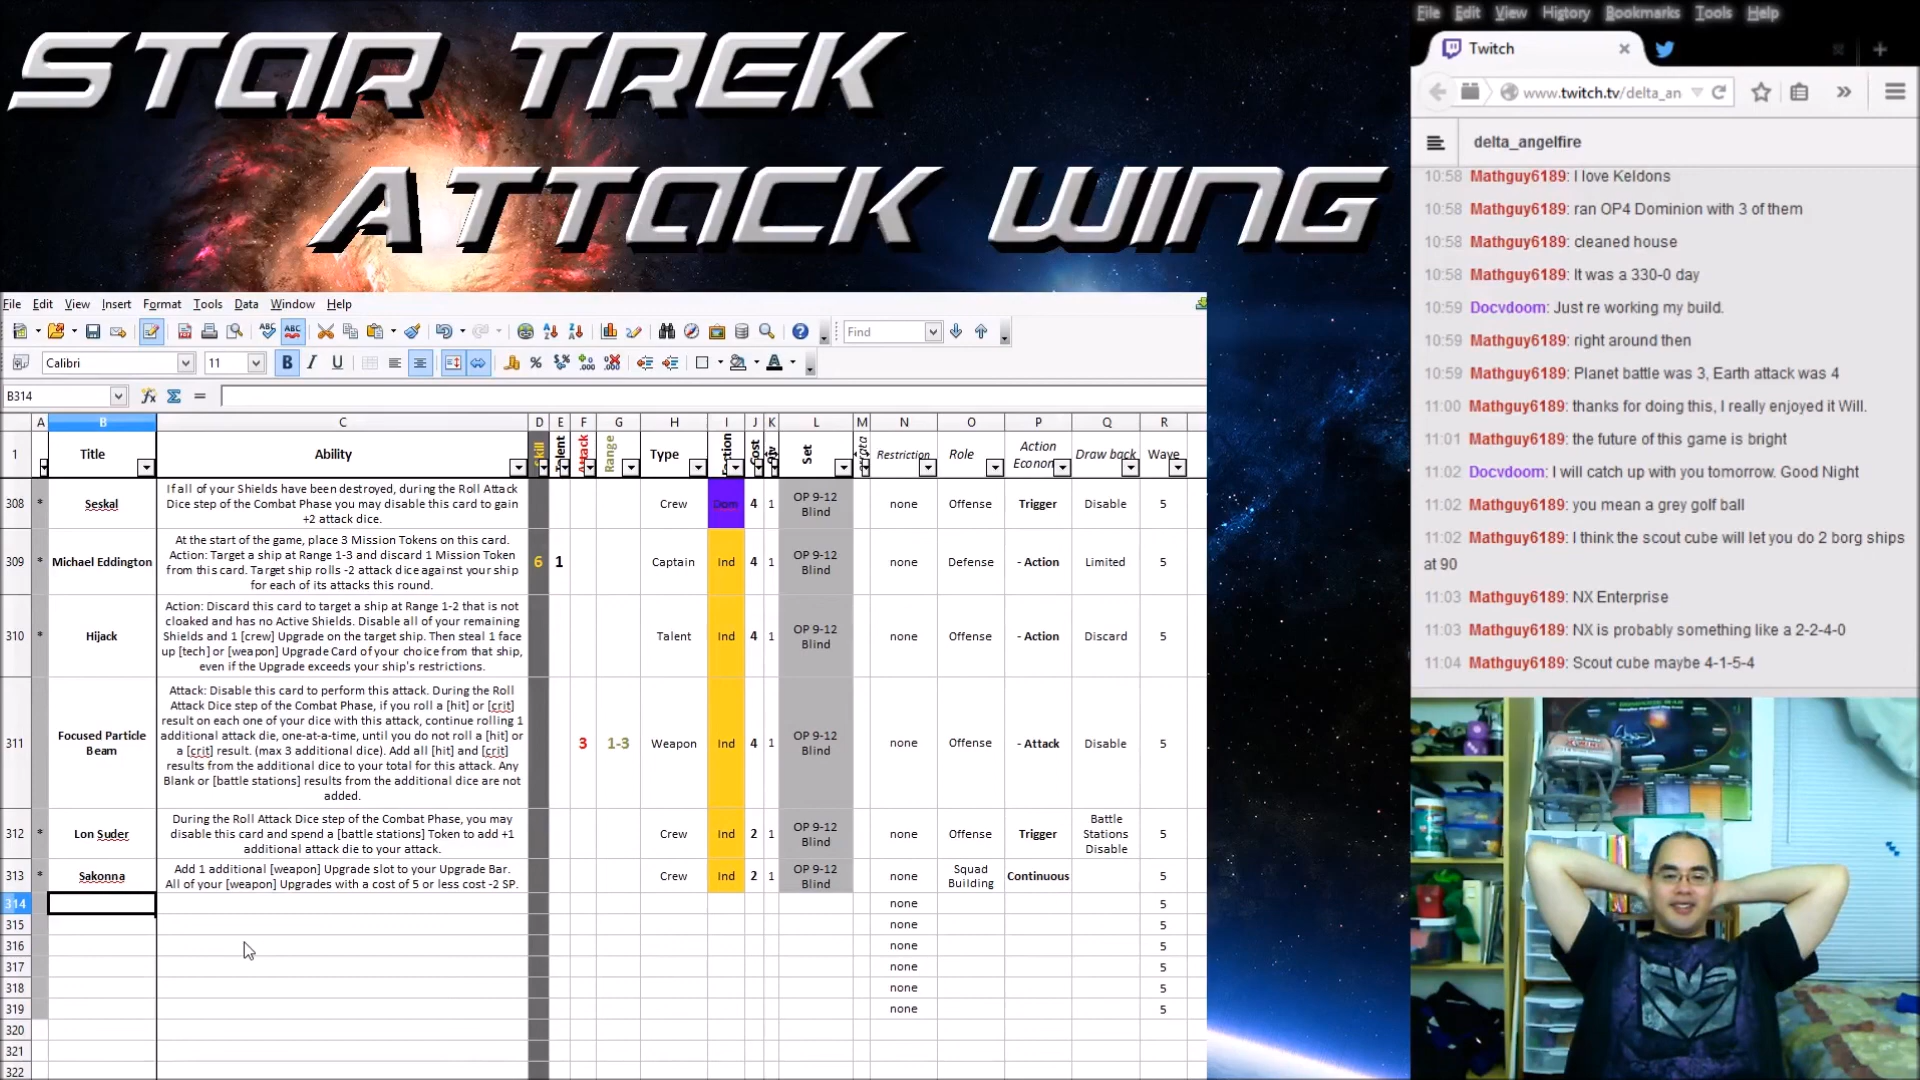 STAR TREK
ATTACK WING
File Edit View Insert Format Tools Data Window Help
Find
Calibri 11
B314
A B C D E F G H I J K L M N O P Q R
1 Title Ability Skill Talent Attack Range Type Cost Set Restriction Role Action Draw back Wave
308 * Seskal
If all of your Shields have been destroyed, during the Roll Attack
Dice step of the Combat Phase you may disable this card to gain
+2 attack dice.
Crew Dom 4 1 OP 9-12 Blind none Offense Trigger Disable 5
309 * Michael Eddington
At the start of the game, place 3 Mission Tokens on this card.
Action: Target a ship at Range 1-3 and discard 1 Mission Token
from this card. Target ship rolls -2 attack dice against your ship
for each of its attacks this round.
6 1 Captain Ind 4 1 OP 9-12 Blind none Defense - Action Limited 5
310 * Hijack
Action: Discard this card to target a ship at Range 1-2 that is not
cloaked and has no Active Shields. Disable all of your remaining
Shields and 1 [crew] Upgrade on the target ship. Then steal 1 face
up [tech] or [weapon] Upgrade Card of your choice from that ship,
even if the Upgrade exceeds your ship's restrictions.
Talent Ind 4 1 OP 9-12 Blind none Offense - Action Discard 5
311 * Focused Particle Beam
Attack: Disable this card to perform this attack. During the Roll
Attack Dice step of the Combat Phase, if you roll a [hit] or [crit]
result on each one of your dice with this attack, continue rolling 1
additional attack die, one-at-a-time, until you do not roll a [hit] or
a [crit] result. (max 3 additional dice). Add all [hit] and [crit]
results from the additional dice to your total for this attack. Any
Blank or [battle stations] results from the additional dice are not
added.
3 1-3 Weapon Ind 4 1 OP 9-12 Blind none Offense - Attack Disable 5
312 * Lon Suder
During the Roll Attack Dice step of the Combat Phase, you may
disable this card and spend a [battle stations] Token to add +1
additional attack die to your attack.
Crew Ind 2 1 OP 9-12 Blind none Offense Trigger Battle Stations Disable 5
313 * Sakonna
Add 1 additional [weapon] Upgrade slot to your Upgrade Bar.
All of your [weapon] Upgrades with a cost of 5 or less cost -2 SP.
Crew Ind 2 1 OP 9-12 Blind none Squad Building Continuous 5
314 none 5
315 none 5
316 none 5
317 none 5
318 none 5
319 none 5
320
321
322
File Edit View History Bookmarks Tools Help
Twitch
www.twitch.tv/delta_an
delta_angelfire
10:58 Mathguy6189: I love Keldons
10:58 Mathguy6189: ran OP4 Dominion with 3 of them
10:58 Mathguy6189: cleaned house
10:58 Mathguy6189: It was a 330-0 day
10:59 Docvdoom: Just re working my build.
10:59 Mathguy6189: right around then
10:59 Mathguy6189: Planet battle was 3, Earth attack was 4
11:00 Mathguy6189: thanks for doing this, I really enjoyed it Will.
11:01 Mathguy6189: the future of this game is bright
11:02 Docvdoom: I will catch up with you tomorrow. Good Night
11:02 Mathguy6189: you mean a grey golf ball
11:02 Mathguy6189: I think the scout cube will let you do 2 borg ships
at 90
11:03 Mathguy6189: NX Enterprise
11:03 Mathguy6189: NX is probably something like a 2-2-4-0
11:04 Mathguy6189: Scout cube maybe 4-1-5-4